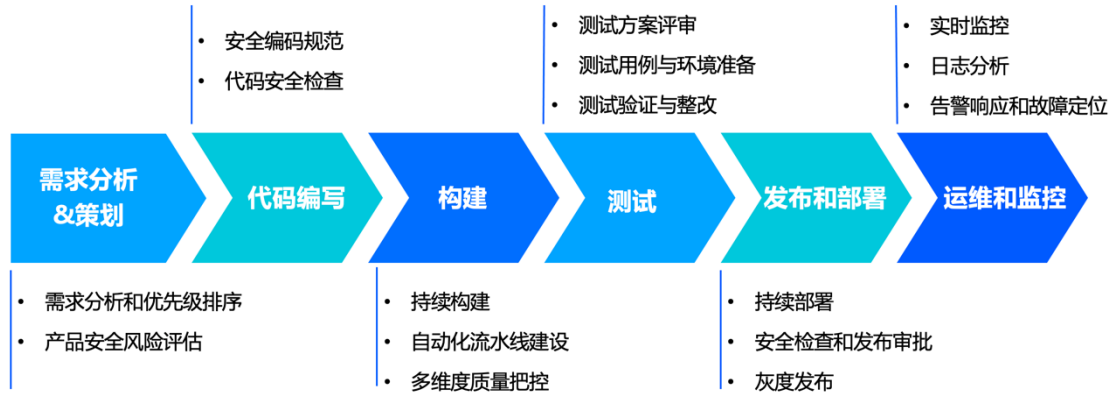 • 安全编码规范
• 代码安全检查
• 测试方案评审
• 测试用例与环境准备
• 测试验证与整改
• 实时监控
• 日志分析
• 告警响应和故障定位
需求分析
&策划
代码编写
构建
测试
发布和部署
运维和监控
• 需求分析和优先级排序
• 产品安全风险评估
• 持续构建
• 自动化流水线建设
• 多维度质量把控
• 持续部署
• 安全检查和发布审批
• 灰度发布